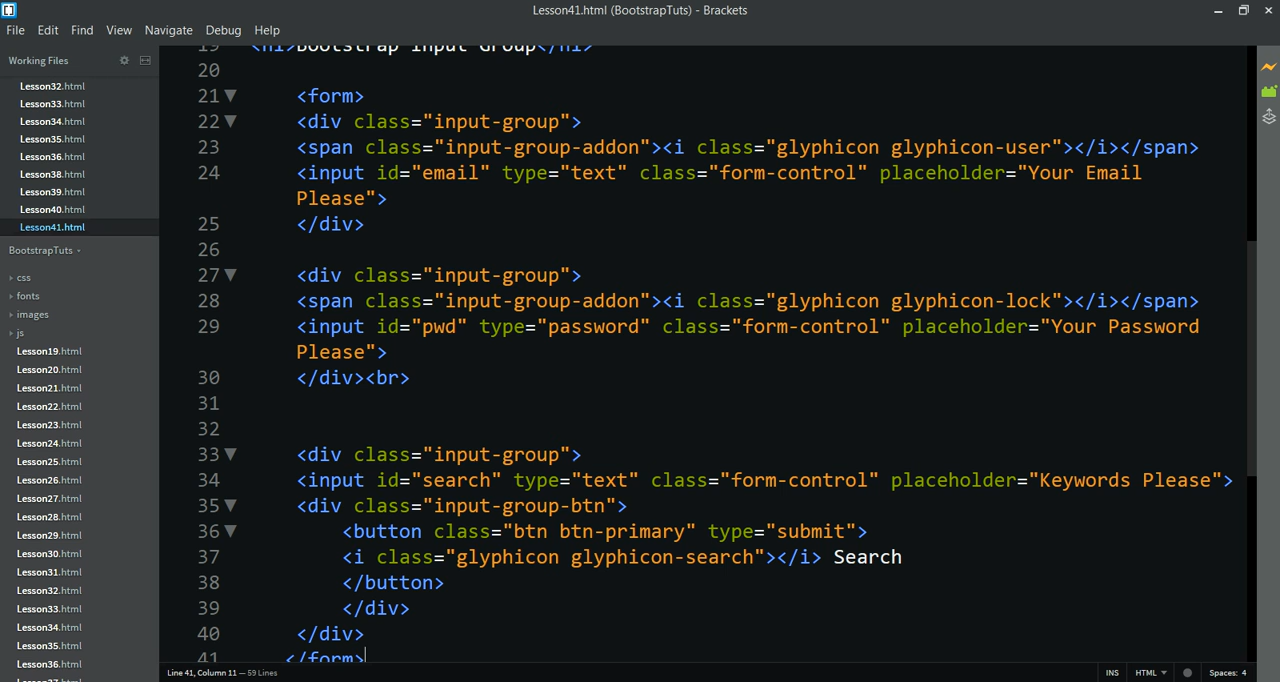 Lesson41.html (BootstrapTuts) - Brackets
File Edit Find View Navigate Debug Help
Working Files
Lesson32.html
Lesson33.html
Lesson34.html
Lesson35.html
Lesson36.html
Lesson38.html
Lesson39.html
Lesson40.html
Lesson41.html
BootstrapTuts
css
fonts
images
js
Lesson19.html
Lesson20.html
Lesson21.html
Lesson22.html
Lesson23.html
Lesson24.html
Lesson25.html
Lesson26.html
Lesson27.html
Lesson28.html
Lesson29.html
Lesson30.html
Lesson31.html
Lesson32.html
Lesson33.html
Lesson34.html
Lesson35.html
Lesson36.html
Lesson37.html
19 <h1>Bootstrap Input Group</h1>
20
21 <form>
22 <div class="input-group">
23 <span class="input-group-addon"><i class="glyphicon glyphicon-user"></i></span>
24 <input id="email" type="text" class="form-control" placeholder="Your Email
Please">
25 </div>
26
27 <div class="input-group">
28 <span class="input-group-addon"><i class="glyphicon glyphicon-lock"></i></span>
29 <input id="pwd" type="password" class="form-control" placeholder="Your Password
Please">
30 </div><br>
31
32
33 <div class="input-group">
34 <input id="search" type="text" class="form-control" placeholder="Keywords Please">
35 <div class="input-group-btn">
36 <button class="btn btn-primary" type="submit">
37 <i class="glyphicon glyphicon-search"></i> Search
38 </button>
39 </div>
40 </div>
41 </form>
Line 41, Column 11 — 59 Lines
INS HTML Spaces: 4